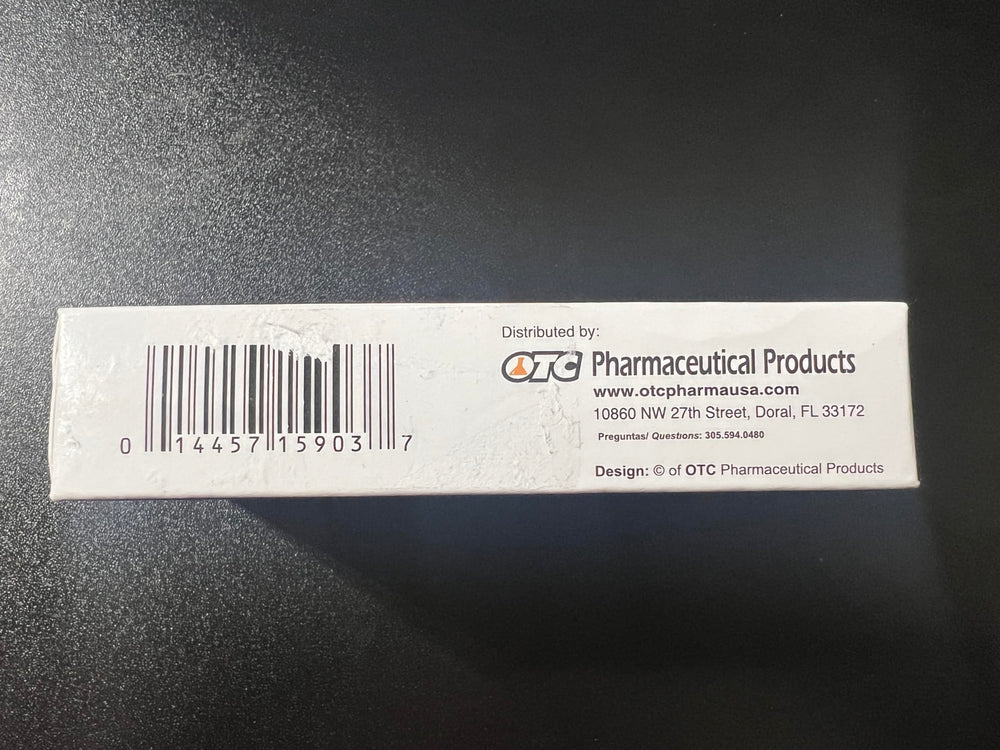 0 14457 15903 7
Distributed by:
OTC Pharmaceutical Products
www.otcpharmausa.com
10860 NW 27th Street, Doral, FL 33172
Preguntas/ Questions: 305.594.0480
Design: © of OTC Pharmaceutical Products